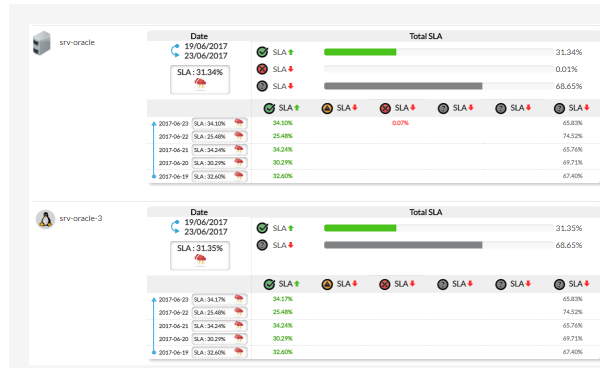 srv-oracle
Date
Total SLA
19/06/2017
23/06/2017
SLA : 31.34%
SLA 31.34%
SLA 0.01%
SLA 68.65%
SLA SLA SLA SLA SLA SLA
2017-06-23 SLA : 34.10% 34.10% 0.07% 65.83%
2017-06-22 SLA : 25.48% 25.48% 74.52%
2017-06-21 SLA : 34.24% 34.24% 65.76%
2017-06-20 SLA : 30.29% 30.29% 69.71%
2017-06-19 SLA : 32.60% 32.60% 67.40%
srv-oracle-3
Date
Total SLA
19/06/2017
23/06/2017
SLA : 31.35%
SLA 31.35%
SLA 68.65%
SLA SLA SLA SLA SLA SLA
2017-06-23 SLA : 34.17% 34.17% 65.83%
2017-06-22 SLA : 25.48% 25.48% 74.52%
2017-06-21 SLA : 34.24% 34.24% 65.76%
2017-06-20 SLA : 30.29% 30.29% 69.71%
2017-06-19 SLA : 32.60% 32.60% 67.40%